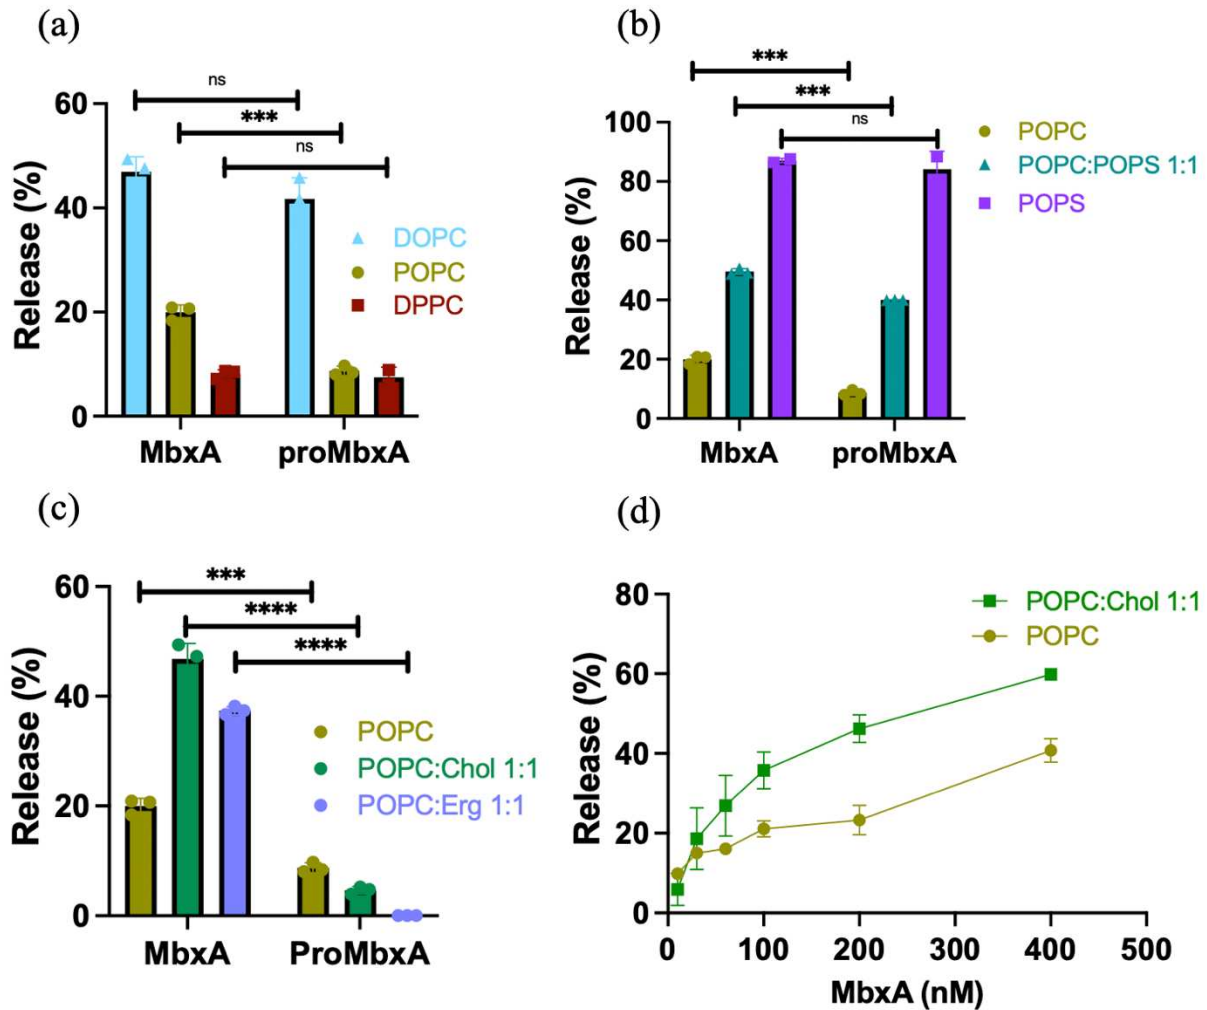 (a)
ns
***
ns
60
40
20
0
Release (%)
DOPC
POPC
DPPC
MbxA
proMbxA
(b)
***
***
ns
100
80
60
40
20
0
Release (%)
POPC
POPC:POPS 1:1
POPS
MbxA
proMbxA
(c)
***
****
****
60
40
20
0
Release (%)
POPC
POPC:Chol 1:1
POPC:Erg 1:1
MbxA
ProMbxA
(d)
80
60
40
20
0
Release (%)
POPC:Chol 1:1
POPC
0 100 200 300 400 500
MbxA (nM)